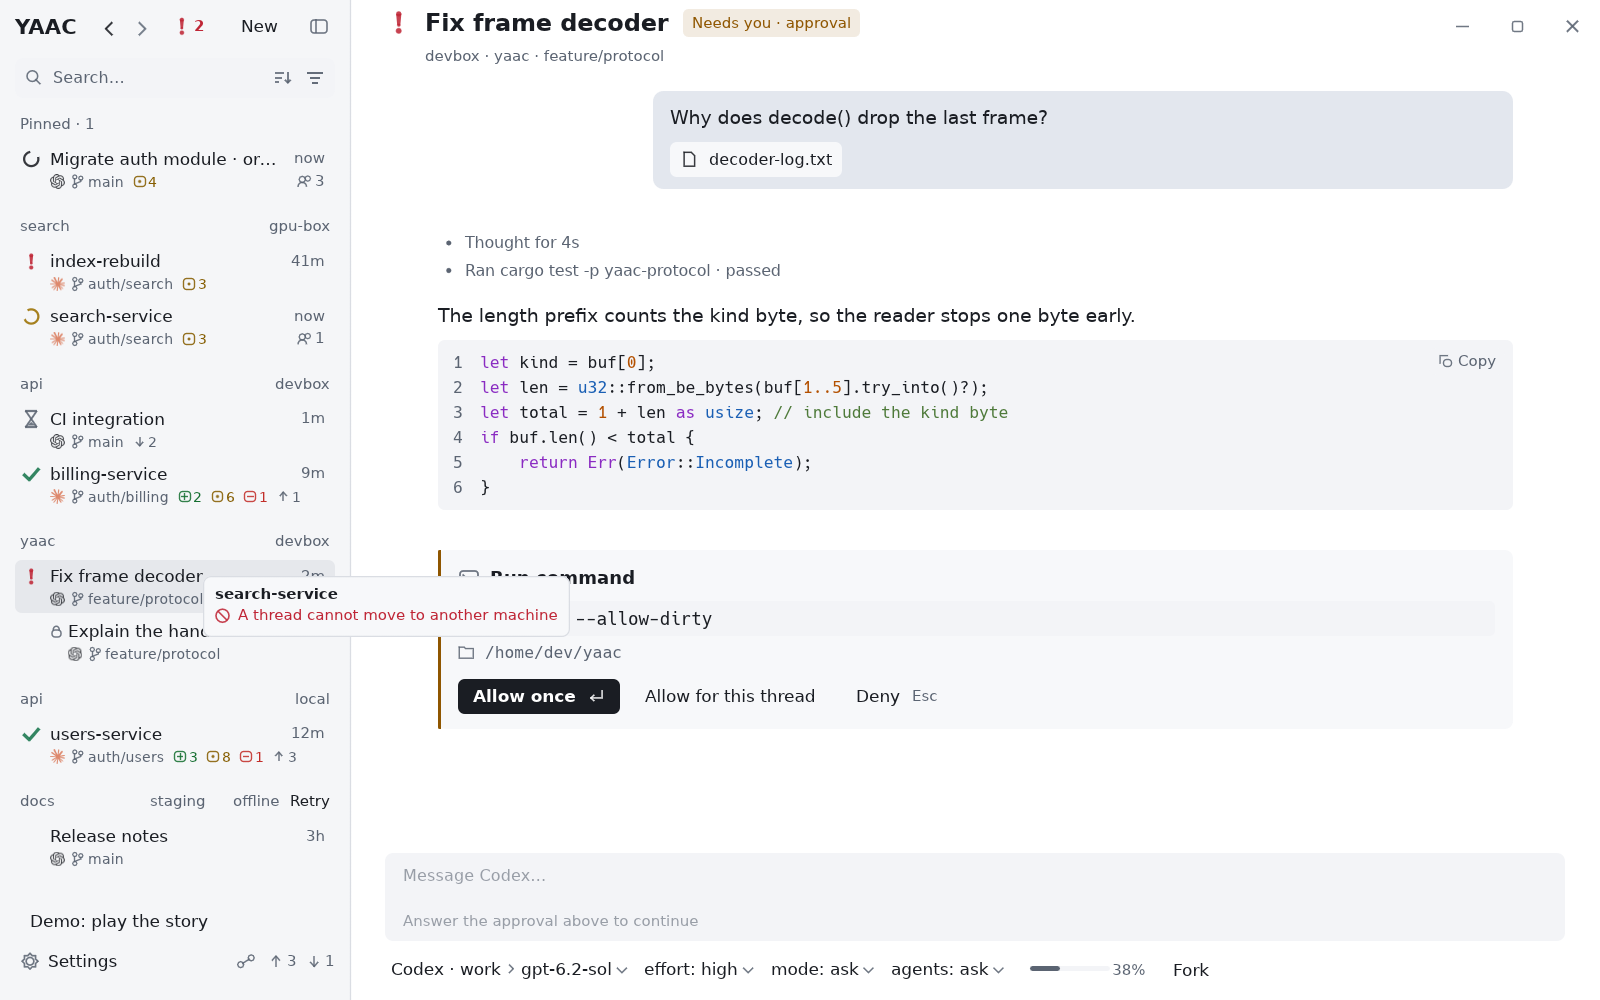 YAAC
2
New
Search...
Pinned · 1
Migrate auth module · or... now
main 4 3
search gpu-box
index-rebuild 41m
auth/search 3
search-service now
auth/search 3 1
api devbox
CI integration 1m
main 2
billing-service 9m
auth/billing 2 6 1 1
yaac devbox
Fix frame decoder
feature/protocol
Explain the
feature/protocol
api local
users-service 12m
auth/users 3 8 1 3
docs staging offline Retry
Release notes 3h
main
Demo: play the story
Settings 3 1
Fix frame decoder Needs you · approval
devbox · yaac · feature/protocol
Why does decode() drop the last frame?
decoder-log.txt
• Thought for 4s
• Ran cargo test -p yaac-protocol · passed
The length prefix counts the kind byte, so the reader stops one byte early.
Copy
1 let kind = buf[0];
2 let len = u32::from_be_bytes(buf[1..5].try_into()?);
3 let total = 1 + len as usize; // include the kind byte
4 if buf.len() < total {
5     return Err(Error::Incomplete);
6 }
Run command
search-service
A thread cannot move to another machine
--allow-dirty
/home/dev/yaac
Allow once Allow for this thread Deny Esc
Message Codex...
Answer the approval above to continue
Codex · work gpt-6.2-sol effort: high mode: ask agents: ask 38% Fork